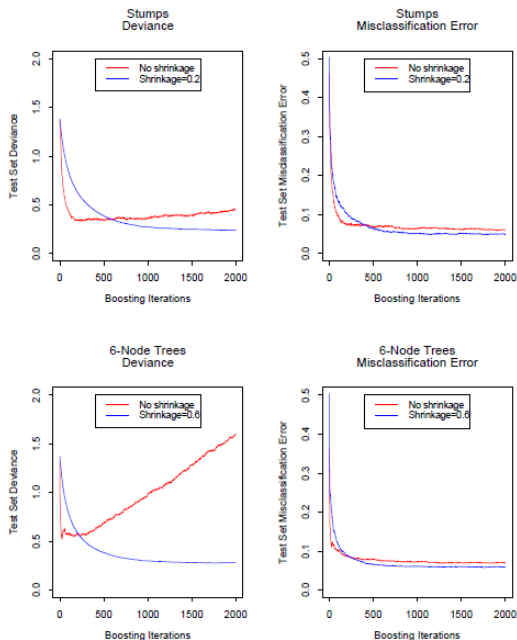 Stumps
Deviance
No shrinkage
Shrinkage=0.2
Test Set Deviance
0.0 0.5 1.0 1.5 2.0
0 500 1000 1500 2000
Boosting Iterations
Stumps
Misclassification Error
No shrinkage
Shrinkage=0.2
Test Set Misclassification Error
0.0 0.1 0.2 0.3 0.4 0.5
0 500 1000 1500 2000
Boosting Iterations
6-Node Trees
Deviance
No shrinkage
Shrinkage=0.6
Test Set Deviance
0.0 0.5 1.0 1.5 2.0
0 500 1000 1500 2000
Boosting Iterations
6-Node Trees
Misclassification Error
No shrinkage
Shrinkage=0.6
Test Set Misclassification Error
0.0 0.1 0.2 0.3 0.4 0.5
0 500 1000 1500 2000
Boosting Iterations